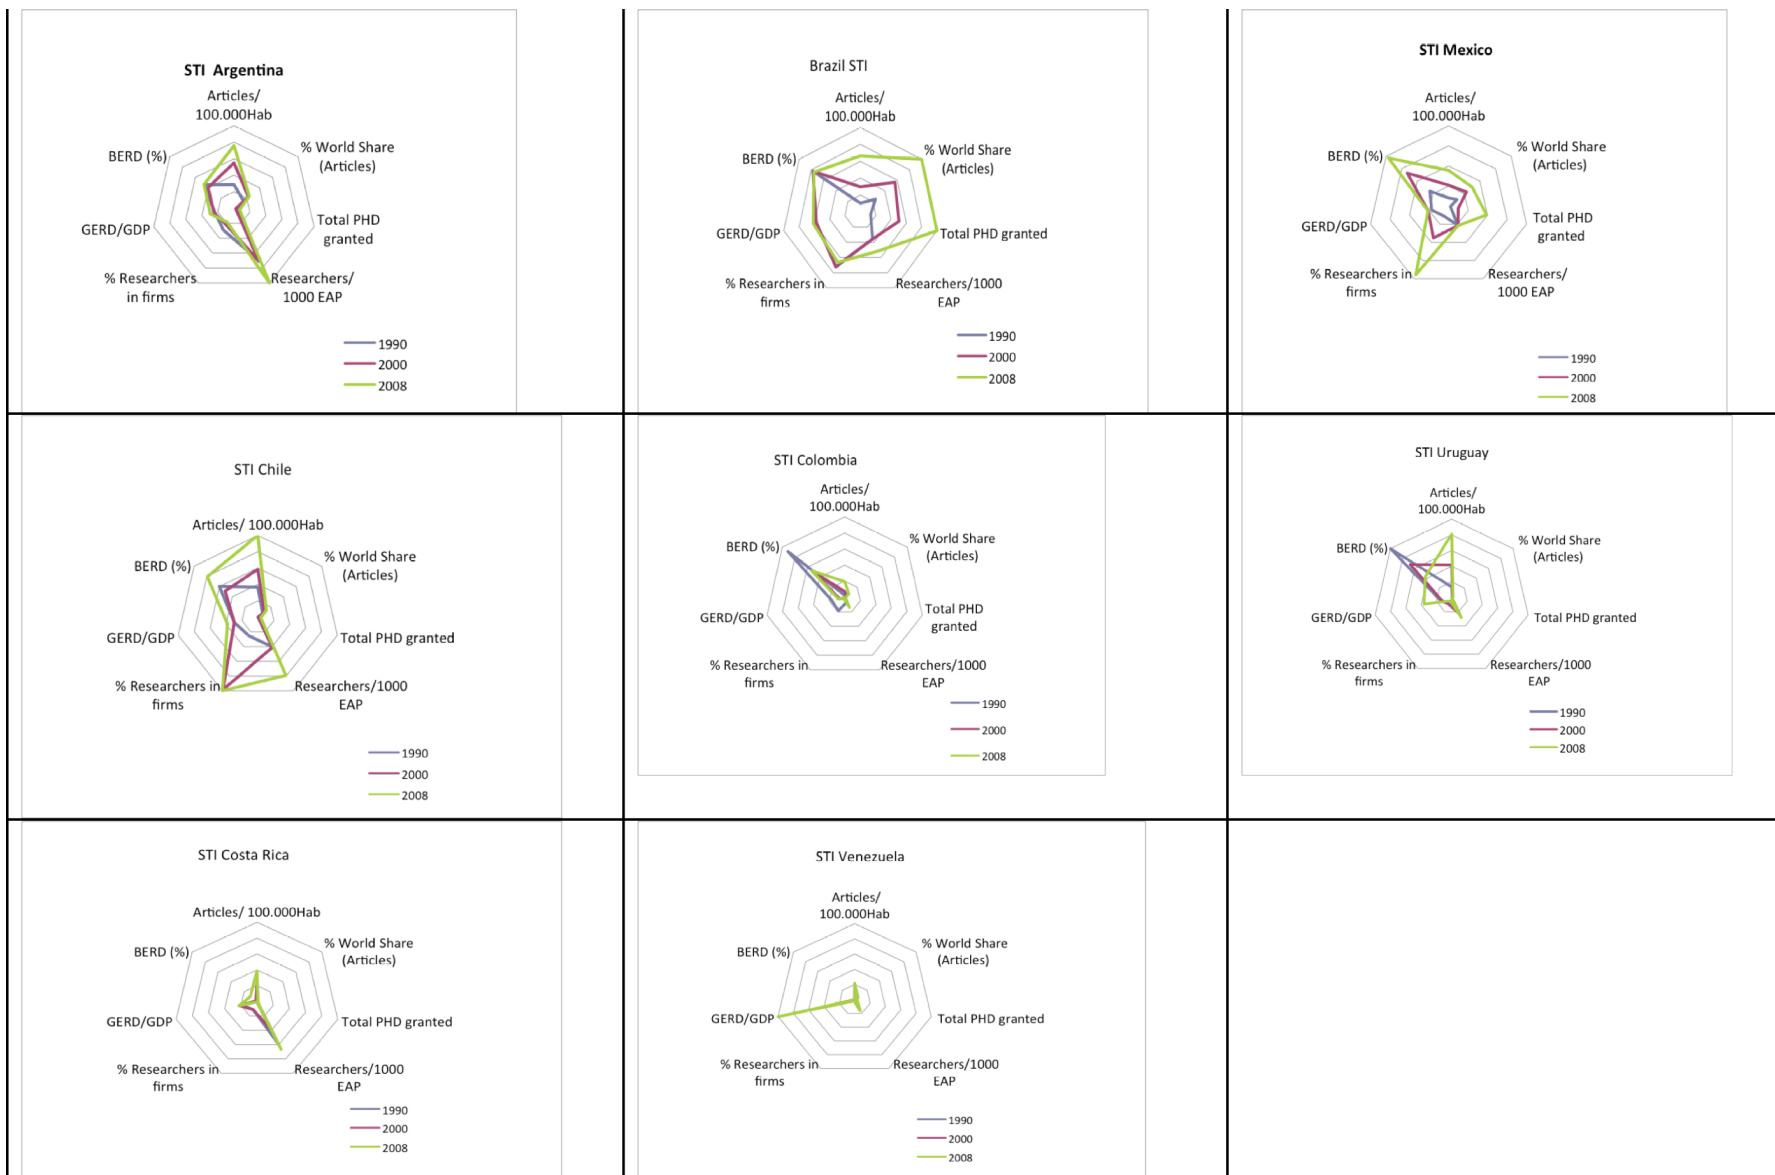 STI Argentina
Articles/
100.000Hab
BERD (%)
% World Share
(Articles)
GERD/GDP
Total PHD
granted
% Researchers
in firms
Researchers/
1000 EAP
1990
2000
2008
Brazil STI
Articles/
100.000Hab
BERD (%)
% World Share
(Articles)
GERD/GDP
Total PHD granted
% Researchers in
firms
Researchers/1000
EAP
1990
2000
2008
STI Mexico
Articles/
100.000Hab
BERD (%)
% World Share
(Articles)
GERD/GDP
Total PHD
granted
% Researchers in
firms
Researchers/
1000 EAP
1990
2000
2008
STI Chile
Articles/ 100.000Hab
BERD (%)
% World Share
(Articles)
GERD/GDP
Total PHD granted
% Researchers in
firms
Researchers/1000
EAP
1990
2000
2008
STI Colombia
Articles/
100.000Hab
BERD (%)
% World Share
(Articles)
GERD/GDP
Total PHD
granted
% Researchers in
firms
Researchers/1000
EAP
1990
2000
2008
STI Uruguay
Articles/
100.000Hab
BERD (%)
% World Share
(Articles)
GERD/GDP
Total PHD granted
% Researchers in
firms
Researchers/1000
EAP
1990
2000
2008
STI Costa Rica
Articles/ 100.000Hab
BERD (%)
% World Share
(Articles)
GERD/GDP
Total PHD granted
% Researchers in
firms
Researchers/1000
EAP
1990
2000
2008
STI Venezuela
Articles/
100.000Hab
BERD (%)
% World Share
(Articles)
GERD/GDP
Total PHD granted
% Researchers in
firms
Researchers/1000
EAP
1990
2000
2008